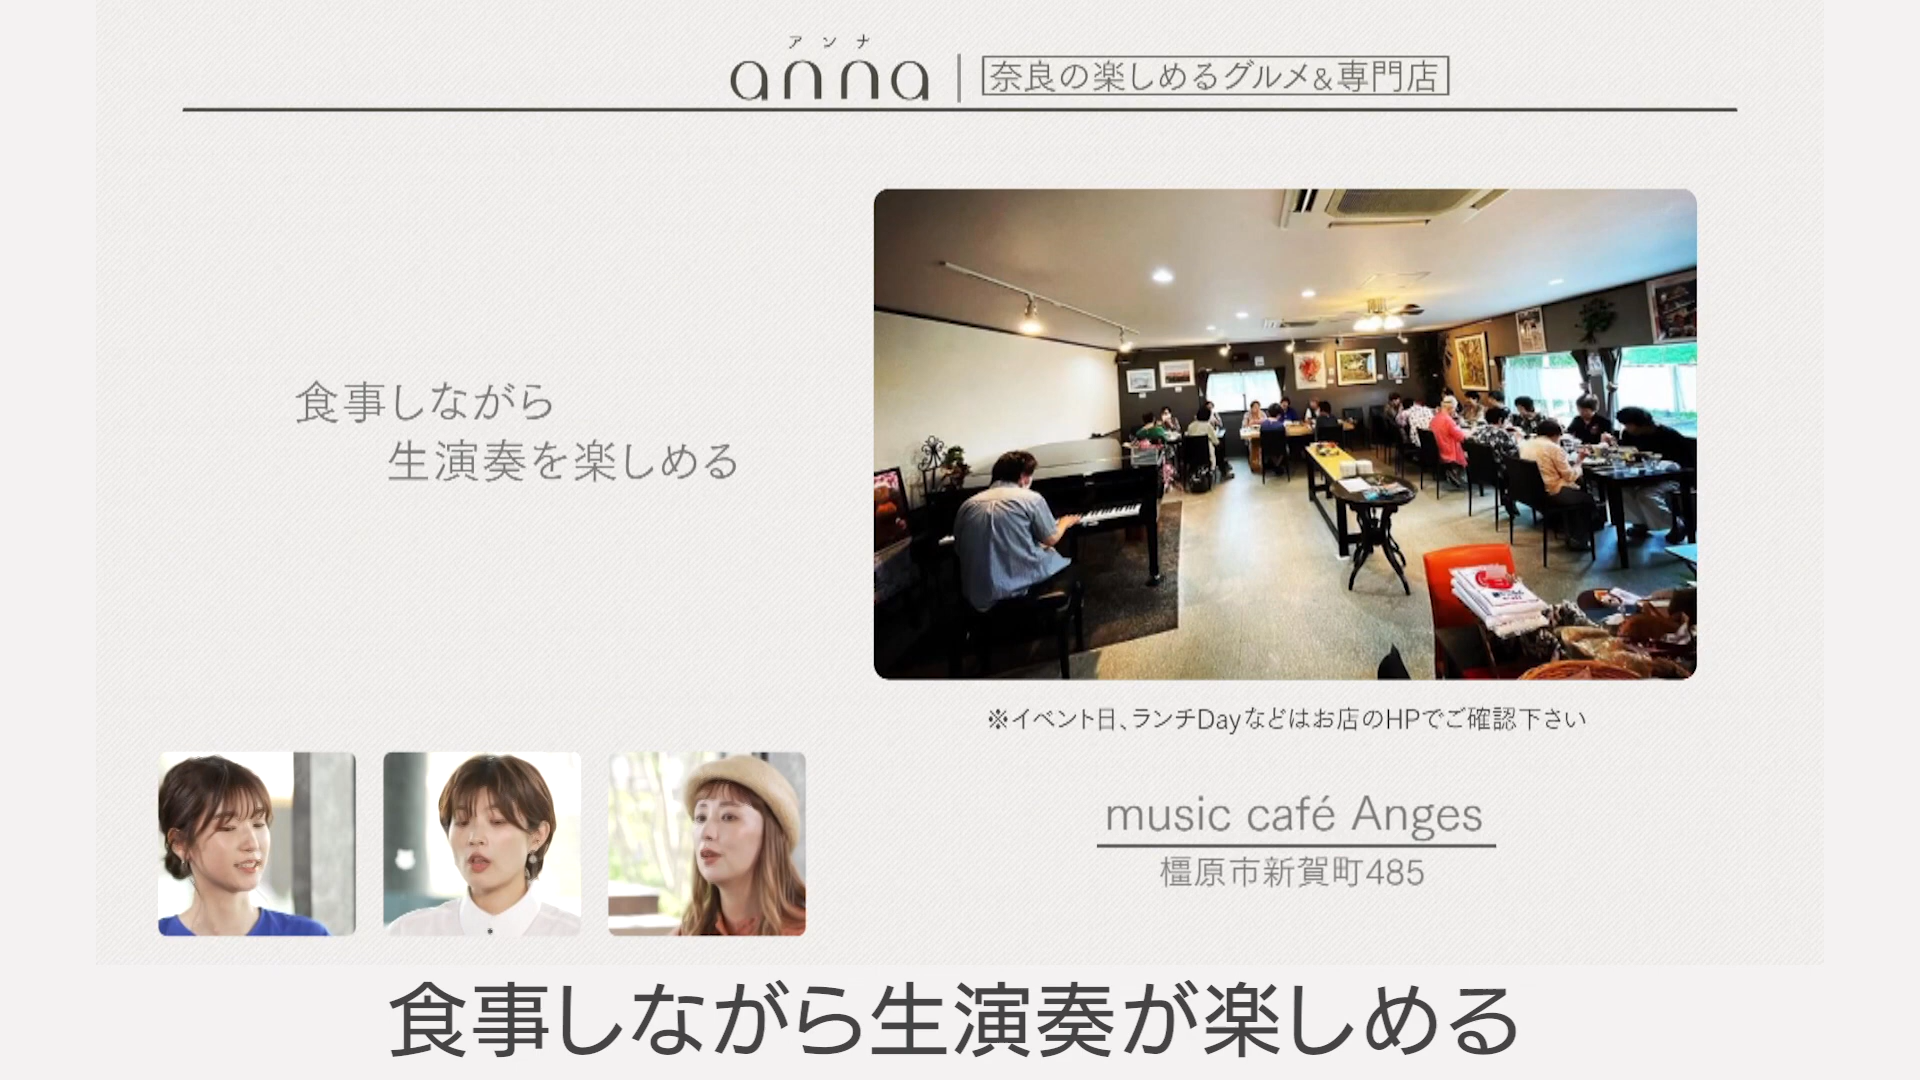 アンナ
anna
奈良の楽しめるグルメ&専門店
食事しながら
生演奏を楽しめる
※イベント日、ランチDayなどはお店のHPでご確認下さい
music café Anges
橿原市新賀町485
食事しながら生演奏が楽しめる